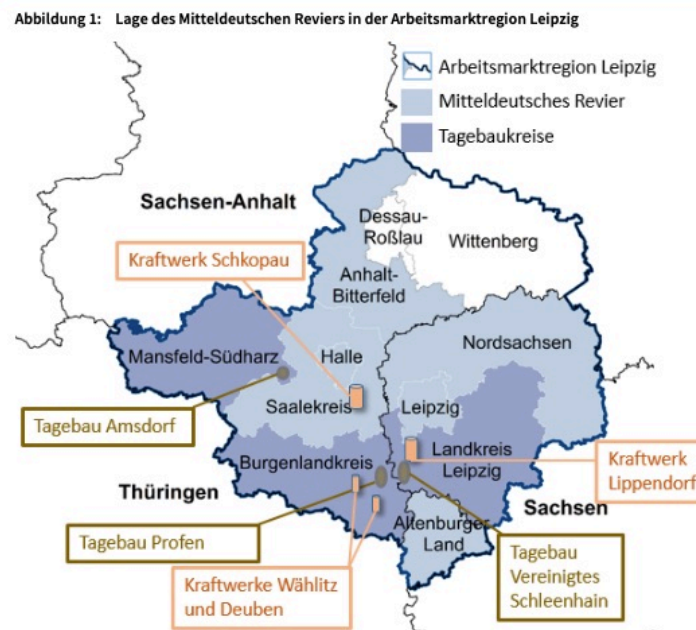 Abbildung 1: Lage des Mitteldeutschen Reviers in der Arbeitsmarktregion Leipzig
Arbeitsmarktregion Leipzig
Mitteldeutsches Revier
Tagebaukreise
Sachsen-Anhalt
Dessau-
Roßlau
Wittenberg
Kraftwerk Schkopau
Anhalt-
Bitterfeld
Nordsachsen
Mansfeld-Südharz
Halle
Saalekreis
Leipzig
Tagebau Amsdorf
Burgenlandkreis
Landkreis
Leipzig
Kraftwerk
Lippendorf
Thüringen
Sachsen
Altenburger
Land
Tagebau Profen
Tagebau
Vereinigtes
Schleenhain
Kraftwerke Wählitz
und Deuben